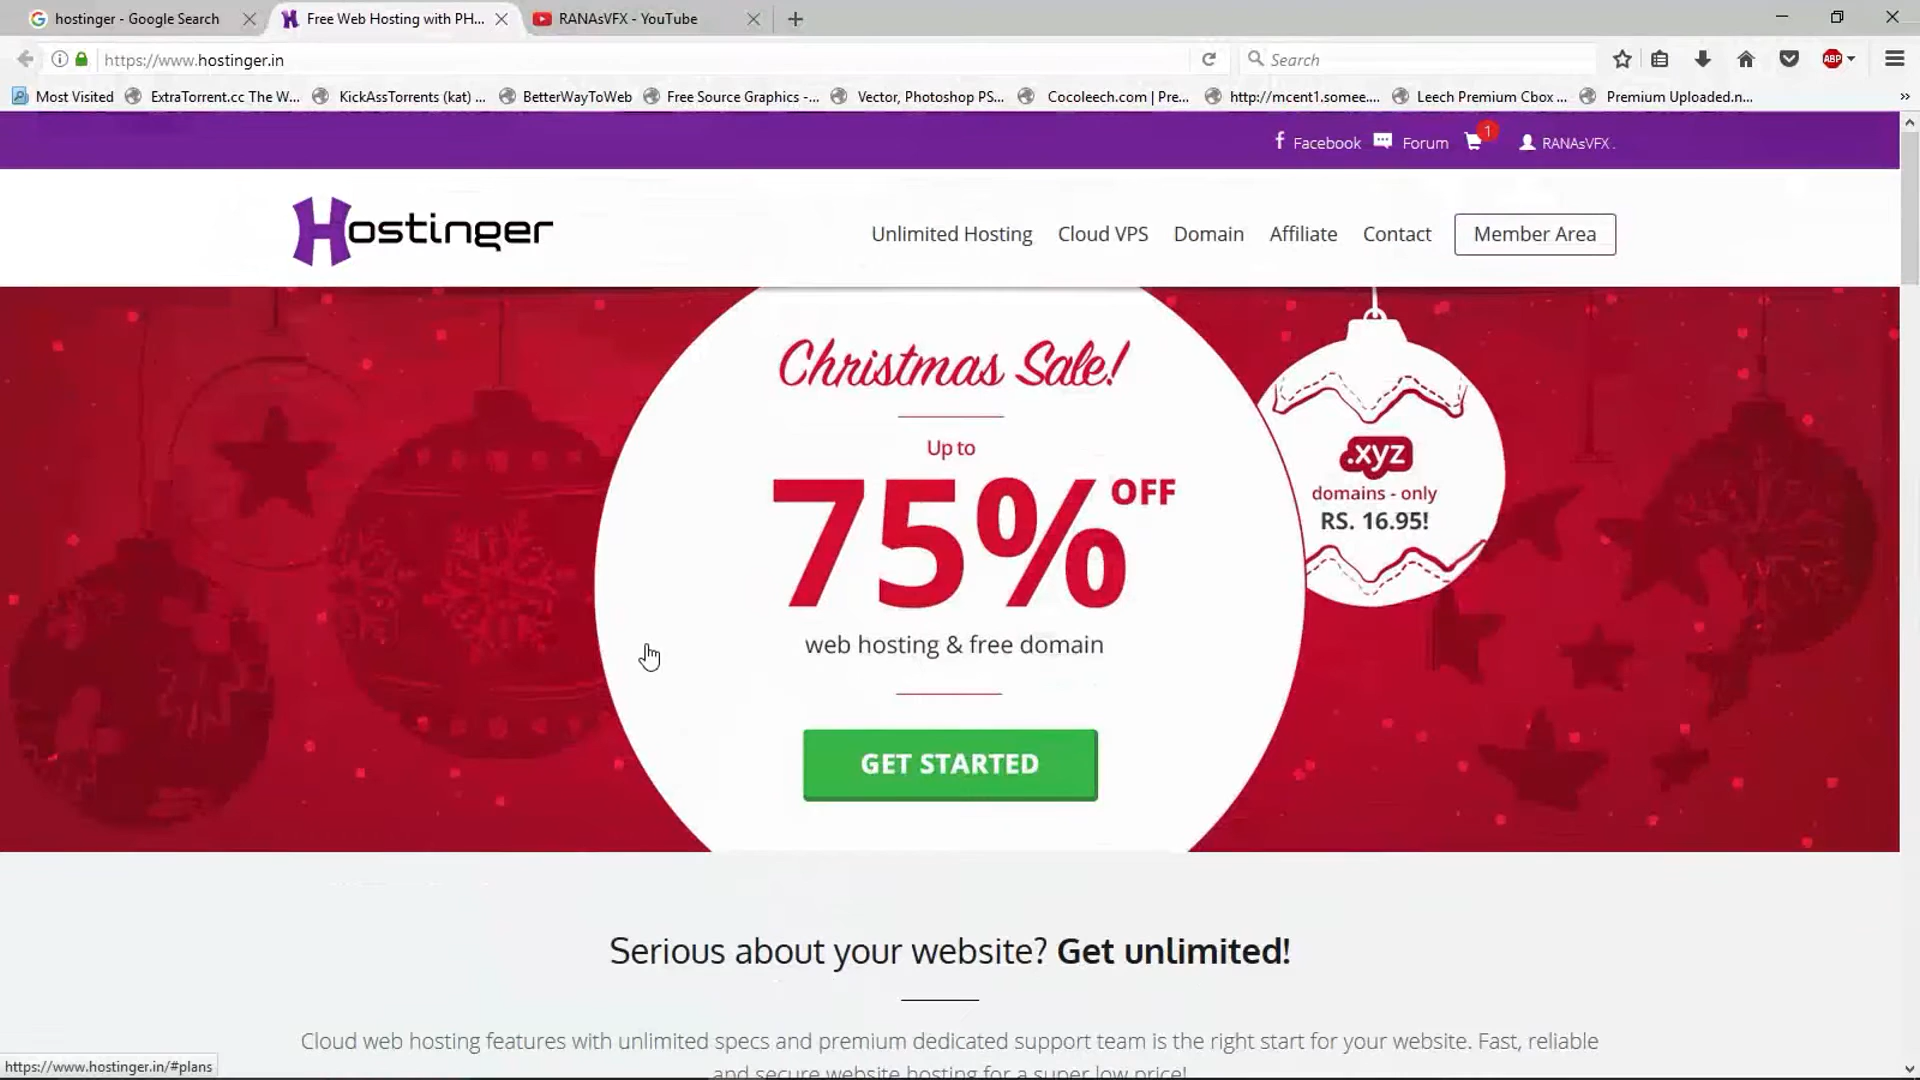 hostinger - Google Search
Free Web Hosting with PH...
RANAsVFX - YouTube
https://www.hostinger.in
Search
ABP
Most Visited
ExtraTorrent.cc The W...
KickAssTorrents (kat) ...
BetterWayToWeb
Free Source Graphics -...
Vector, Photoshop PS...
Cocoleech.com | Pre...
http://mcent1.somee....
Leech Premium Cbox ...
Premium Uploaded.n...
Facebook
Forum
1
RANAsVFX .
Hostinger
Unlimited Hosting
Cloud VPS
Domain
Affiliate
Contact
Member Area
Christmas Sale!
Up to
75% OFF
web hosting & free domain
GET STARTED
.xyz
domains - only
RS. 16.95!
Serious about your website? Get unlimited!
Cloud web hosting features with unlimited specs and premium dedicated support team is the right start for your website. Fast, reliable
and secure website hosting for a super low price!
https://www.hostinger.in/#plans